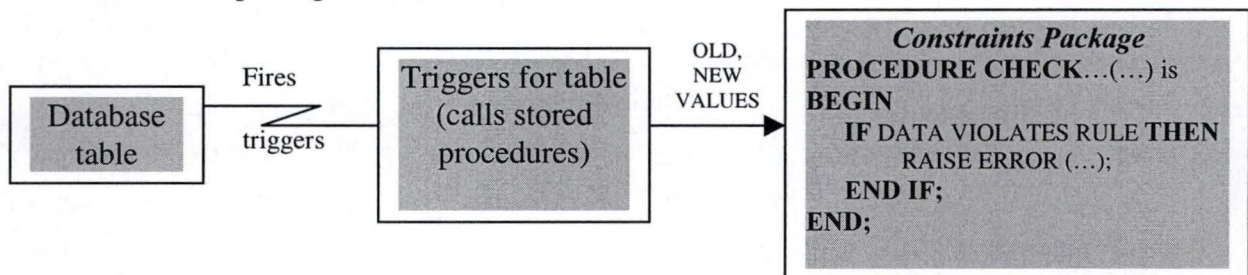 Database
table
Fires
triggers
Triggers for table
(calls stored
procedures)
OLD,
NEW
VALUES
Constraints Package
PROCEDURE CHECK…(…) is
BEGIN
IF DATA VIOLATES RULE THEN
RAISE ERROR (…);
END IF;
END;